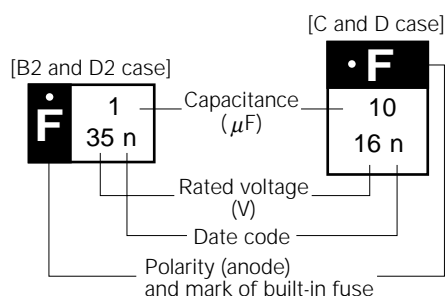 [C and D case]
[B2 and D2 case]
F
1
35 n
Capacitance
(μF)
F
10
16 n
Rated voltage
(V)
Date code
Polarity (anode)
and mark of built-in fuse